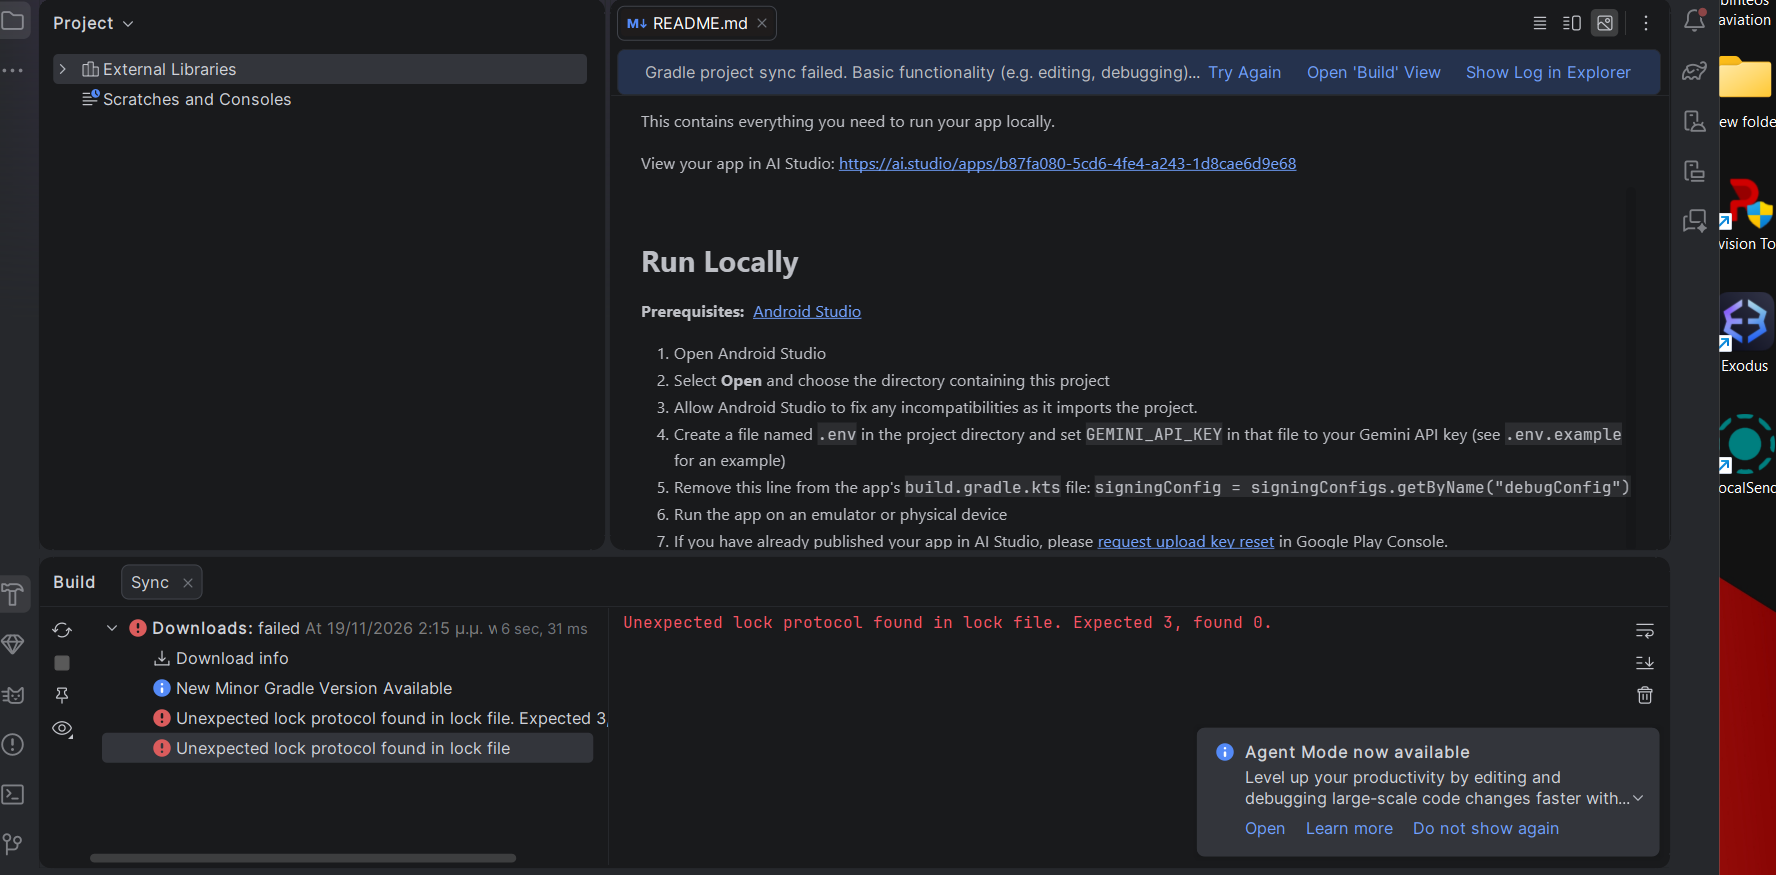 Project
External Libraries
Scratches and Consoles
M↓ README.md
Gradle project sync failed. Basic functionality (e.g. editing, debugging)... Try Again Open 'Build' View Show Log in Explorer
This contains everything you need to run your app locally.
View your app in AI Studio: https://ai.studio/apps/b87fa080-5cd6-4fe4-a243-1d8cae6d9e68
Run Locally
Prerequisites: Android Studio
1. Open Android Studio
2. Select Open and choose the directory containing this project
3. Allow Android Studio to fix any incompatibilities as it imports the project.
4. Create a file named .env in the project directory and set GEMINI_API_KEY in that file to your Gemini API key (see .env.example
for an example)
5. Remove this line from the app's build.gradle.kts file: signingConfig = signingConfigs.getByName("debugConfig")
6. Run the app on an emulator or physical device
7. If you have already published your app in AI Studio, please request upload key reset in Google Play Console.
Build Sync
Downloads: failed At 19/11/2026 2:15 μ.μ. 6 sec, 31 ms
Download info
New Minor Gradle Version Available
Unexpected lock protocol found in lock file. Expected 3,
Unexpected lock protocol found in lock file
Unexpected lock protocol found in lock file. Expected 3, found 0.
Agent Mode now available
Level up your productivity by editing and
debugging large-scale code changes faster with...
Open Learn more Do not show again
aviation
ew folde
vision To
Exodus
ocalSend